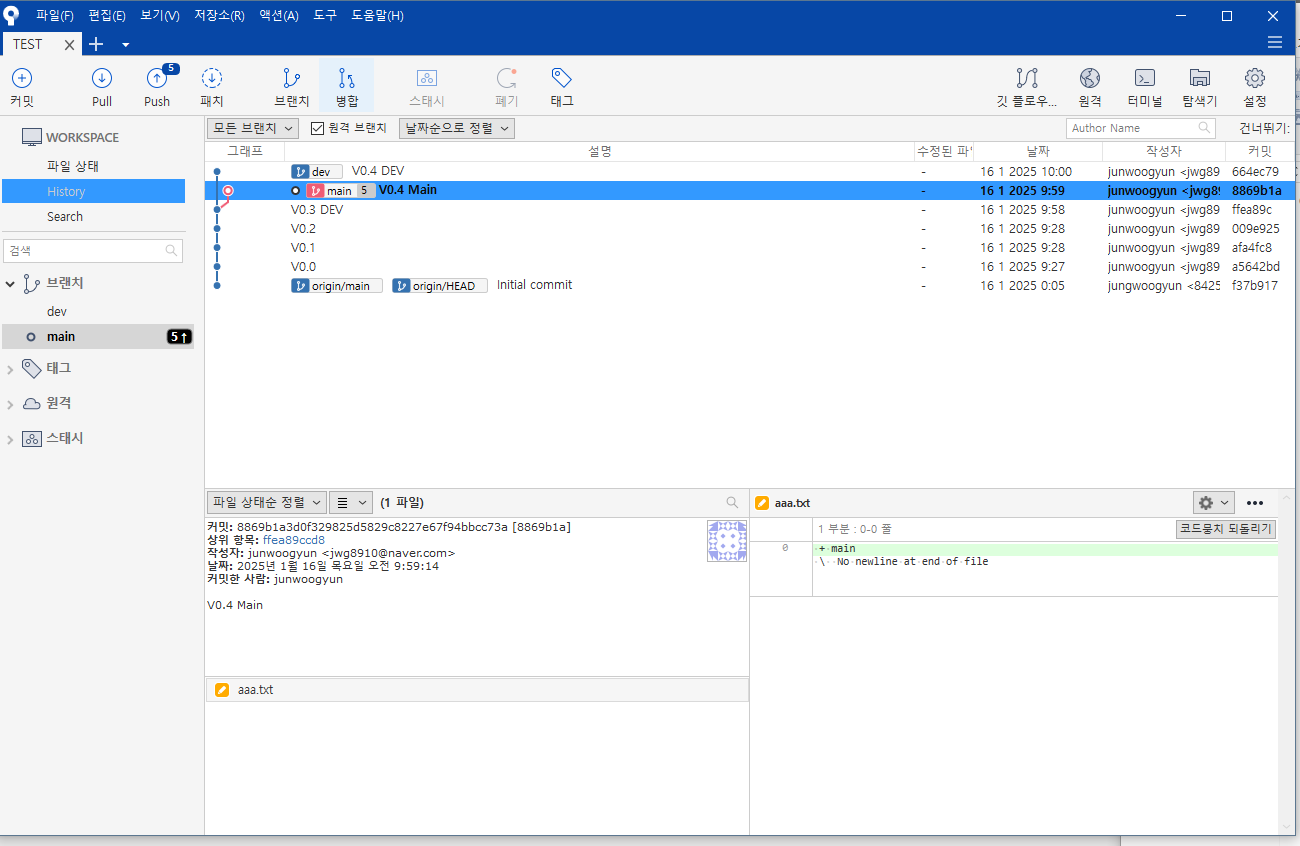 파일(F) 편집(E) 보기(V) 저장소(R) 액션(A) 도구 도움말(H)
TEST
5
커밋 Pull Push 패치 브랜치 병합 스태시 폐기 태그 깃 플로우... 원격 터미널 탐색기 설정
WORKSPACE
파일 상태
History
Search
검색
브랜치
dev
main 5↑
태그
원격
스태시
모든 브랜치 원격 브랜치 날짜순으로 정렬 Author Name 건너뛰기:
그래프 설명 수정된 파 날짜 작성자 커밋
dev V0.4 DEV - 16 1 2025 10:00 junwoogyun <jwg89 664ec79
main 5 V0.4 Main - 16 1 2025 9:59 junwoogyun <jwg89 8869b1a
V0.3 DEV - 16 1 2025 9:58 junwoogyun <jwg89 ffea89c
V0.2 - 16 1 2025 9:28 junwoogyun <jwg89 009e925
V0.1 - 16 1 2025 9:28 junwoogyun <jwg89 afa4fc8
V0.0 - 16 1 2025 9:27 junwoogyun <jwg89 a5642bd
origin/main origin/HEAD Initial commit - 16 1 2025 0:05 jungwoogyun <8425 f37b917
파일 상태순 정렬 (1 파일)
커밋: 8869b1a3d0f329825d5829c8227e67f94bbcc73a [8869b1a]
상위 항목: ffea89ccd8
작성자: junwoogyun <jwg8910@naver.com>
날짜: 2025년 1월 16일 목요일 오전 9:59:14
커밋한 사람: junwoogyun
V0.4 Main
aaa.txt
aaa.txt
1 부분 : 0-0 줄 코드뭉치 되돌리기
0 + main
\ No newline at end of file